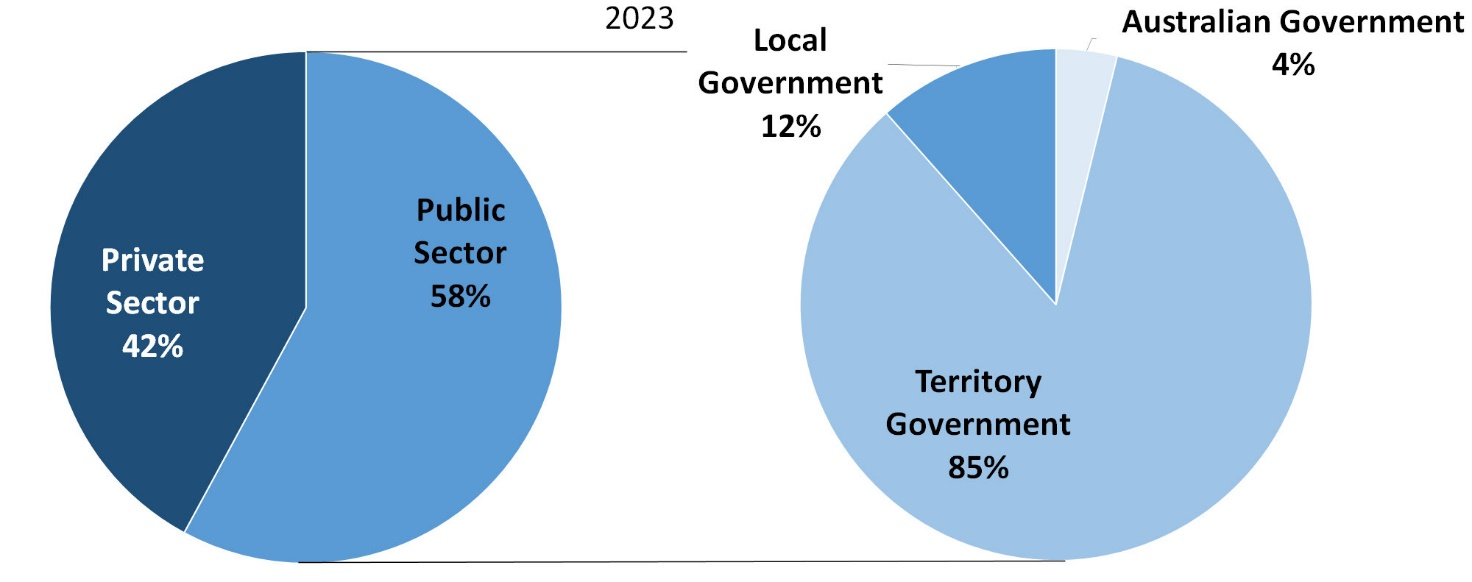 2023
Private
Sector
42%
Public
Sector
58%
Local
Government
12%
Australian Government
4%
Territory
Government
85%